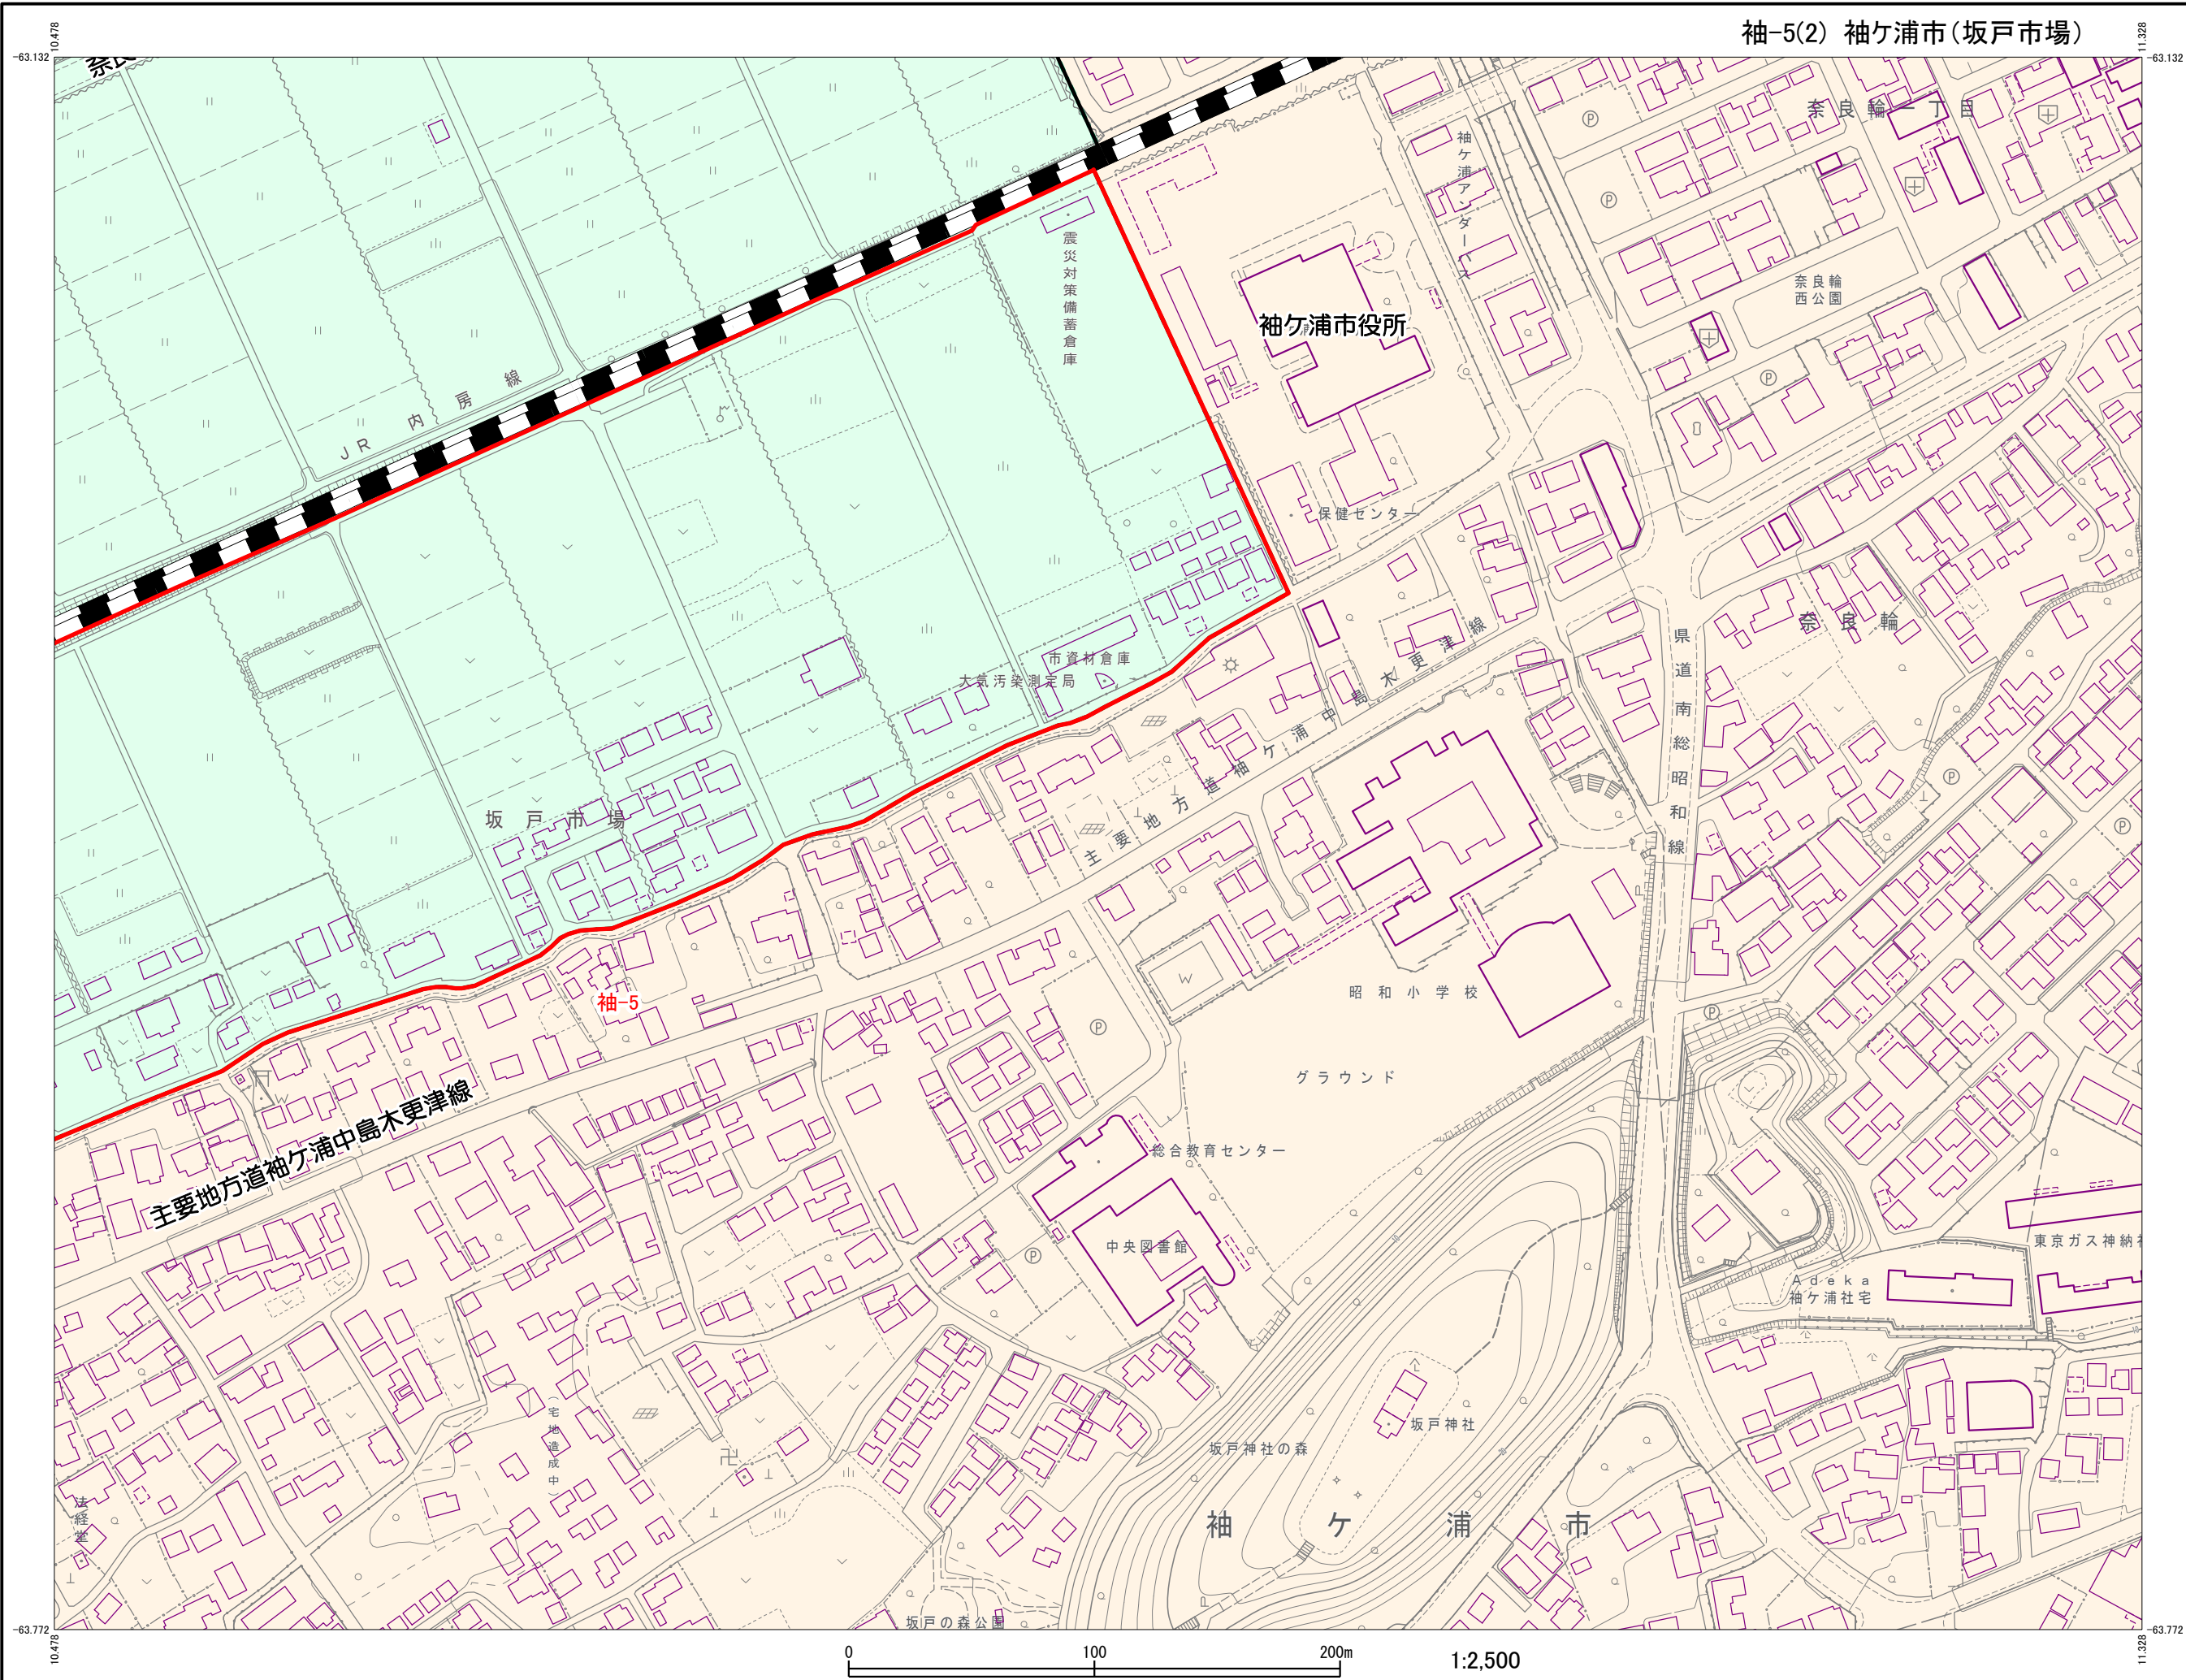 袖-5(2) 袖ケ浦市(坂戸市場)
10.478
11.328
-63.132
-63.132
奈良輪一丁目
袖ケ浦アンダーパス
震災対策備蓄倉庫
奈良輪
西公園
袖ケ浦市役所
JR内房線
保健センター
奈良輪
県道南総昭和線
市資材倉庫
大気汚染測定局
主要地方道袖ケ浦中島木更津線
坂戸市場
袖-5
昭和小学校
グラウンド
主要地方道袖ケ浦中島木更津線
総合教育センター
中央図書館
東京ガス神納
Adeka
袖ケ浦社宅
(宅地造成中)
坂戸神社
坂戸神社の森
法経堂
袖ケ浦市
坂戸の森公園
-63.772
-63.772
10.478
11.328
0 100 200m
1:2,500